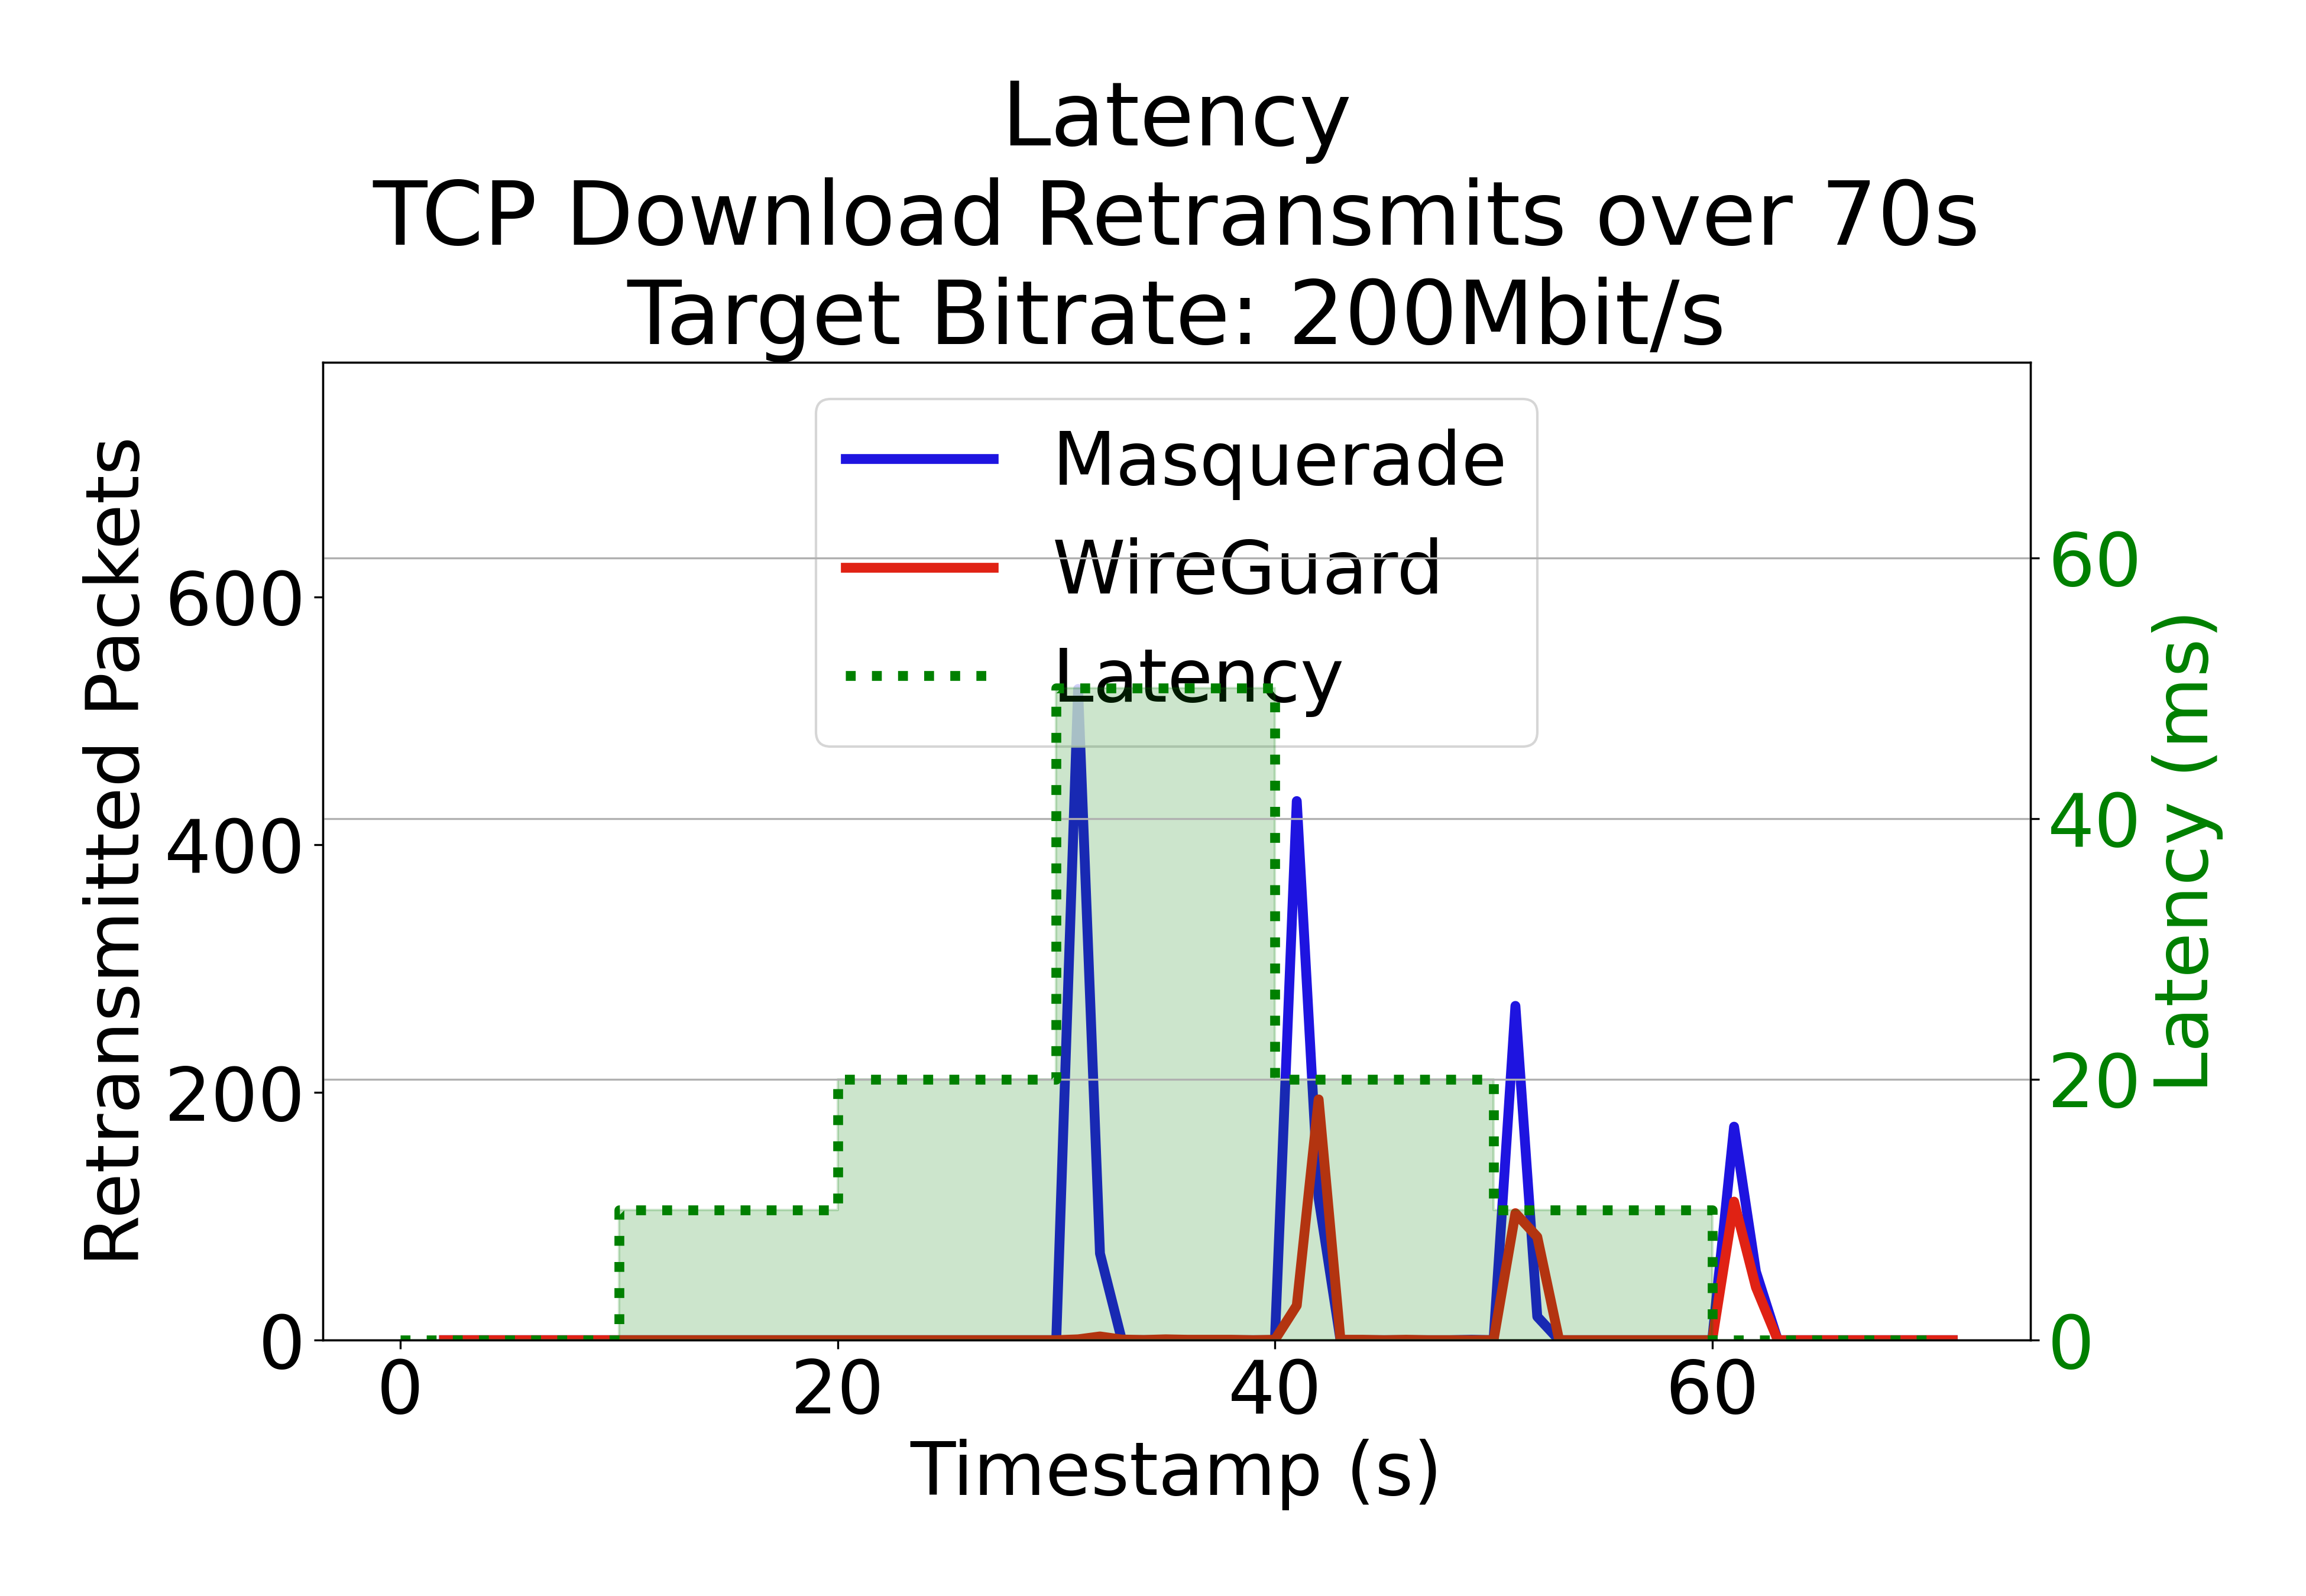 Latency
TCP Download Retransmits over 70s
Target Bitrate: 200Mbit/s
Masquerade
WireGuard
Latency
Retransmitted Packets
600
400
200
0
60
40
20
0
Latency (ms)
0 20 40 60
Timestamp (s)